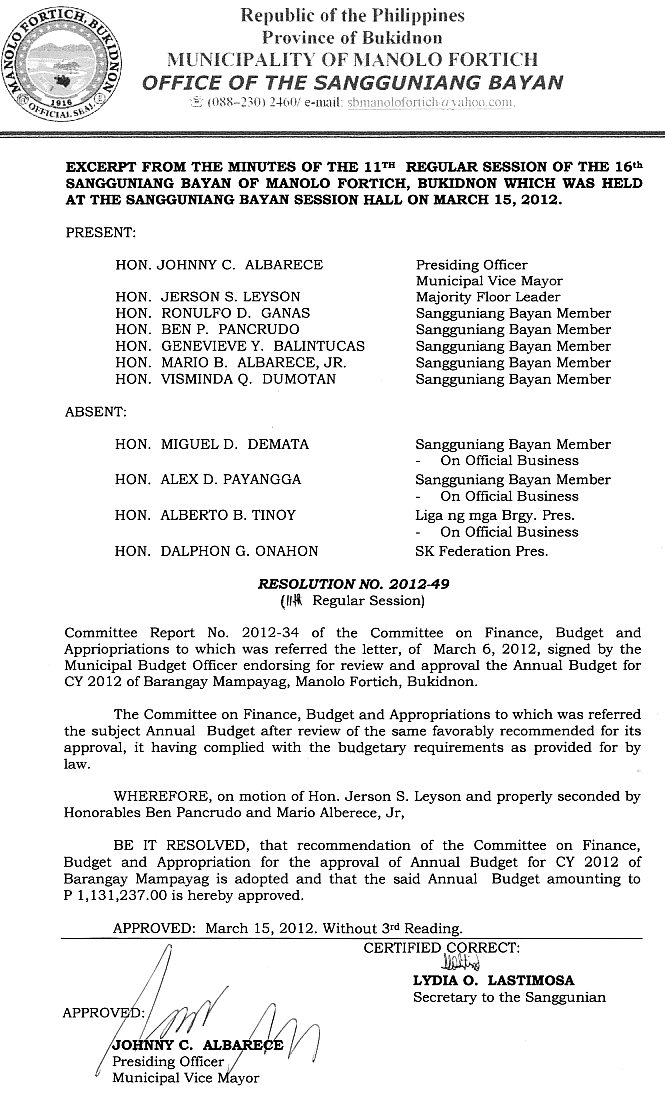 MANOLO FORTICH, BUKIDNON
1916
OFFICIAL SEAL
Republic of the Philippines
Province of Bukidnon
MUNICIPALITY OF MANOLO FORTICH
OFFICE OF THE SANGGUNIANG BAYAN
☏ (088-230) 2460/ e-mail: sbmanolofortich@yahoo.com.
EXCERPT FROM THE MINUTES OF THE 11TH REGULAR SESSION OF THE 16th
SANGGUNIANG BAYAN OF MANOLO FORTICH, BUKIDNON WHICH WAS HELD
AT THE SANGGUNIANG BAYAN SESSION HALL ON MARCH 15, 2012.
PRESENT:
HON. JOHNNY C. ALBARECE Presiding Officer
Municipal Vice Mayor
HON. JERSON S. LEYSON Majority Floor Leader
HON. RONULFO D. GANAS Sangguniang Bayan Member
HON. BEN P. PANCRUDO Sangguniang Bayan Member
HON. GENEVIEVE Y. BALINTUCAS Sangguniang Bayan Member
HON. MARIO B. ALBARECE, JR. Sangguniang Bayan Member
HON. VISMINDA Q. DUMOTAN Sangguniang Bayan Member
ABSENT:
HON. MIGUEL D. DEMATA Sangguniang Bayan Member
- On Official Business
HON. ALEX D. PAYANGGA Sangguniang Bayan Member
- On Official Business
HON. ALBERTO B. TINOY Liga ng mga Brgy. Pres.
- On Official Business
HON. DALPHON G. ONAHON SK Federation Pres.
RESOLUTION NO. 2012-49
(11th Regular Session)
Committee Report No. 2012-34 of the Committee on Finance, Budget and
Appriopriations to which was referred the letter, of March 6, 2012, signed by the
Municipal Budget Officer endorsing for review and approval the Annual Budget for
CY 2012 of Barangay Mampayag, Manolo Fortich, Bukidnon.
The Committee on Finance, Budget and Appropriations to which was referred
the subject Annual Budget after review of the same favorably recommended for its
approval, it having complied with the budgetary requirements as provided for by
law.
WHEREFORE, on motion of Hon. Jerson S. Leyson and properly seconded by
Honorables Ben Pancrudo and Mario Alberece, Jr,
BE IT RESOLVED, that recommendation of the Committee on Finance,
Budget and Appropriation for the approval of Annual Budget for CY 2012 of
Barangay Mampayag is adopted and that the said Annual Budget amounting to
P 1,131,237.00 is hereby approved.
APPROVED: March 15, 2012. Without 3rd Reading.
CERTIFIED CORRECT:
LYDIA O. LASTIMOSA
Secretary to the Sanggunian
APPROVED:
JOHNNY C. ALBARECE
Presiding Officer
Municipal Vice Mayor